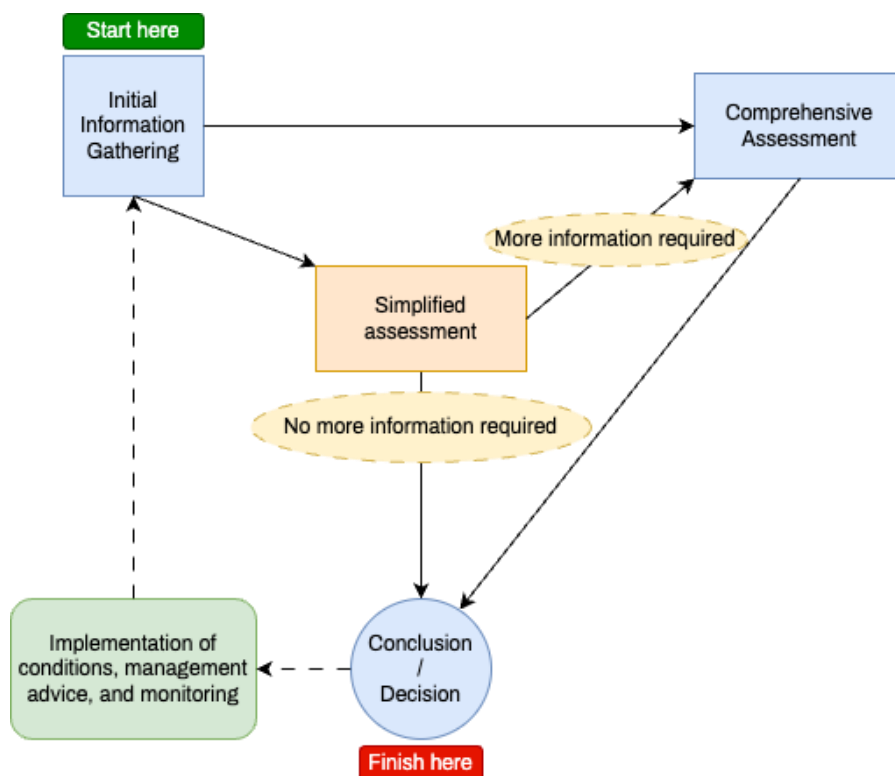 Start here
Initial
Information
Gathering
Comprehensive
Assessment
More information required
Simplified
assessment
No more information required
Implementation of
conditions, management
advice, and monitoring
Conclusion
/
Decision
Finish here